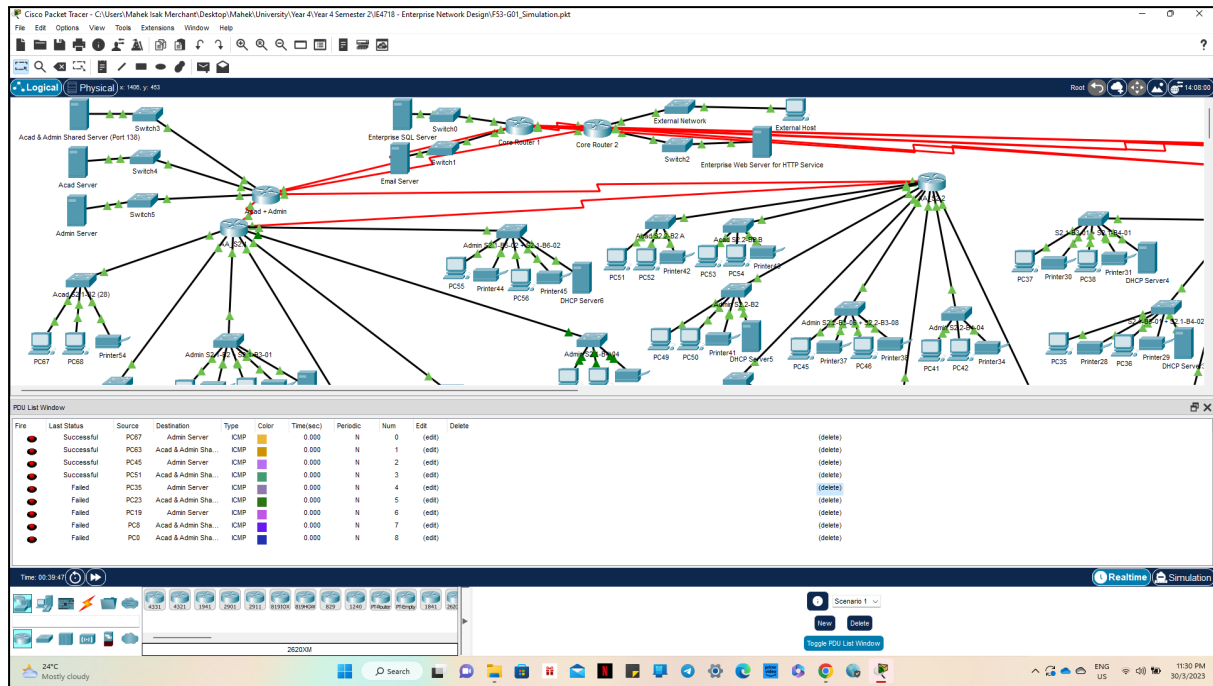 Cisco Packet Tracer - C:\Users\Mahek Isak Merchant\Desktop\Mahek\University\Year 4\Year 4 Semester 2\IE4718 - Enterprise Network Design\F53-G01_Simulation.pkt
File Edit Options View Tools Extensions Window Help
?
Logical Physical x: 1406, y: 453 Root 14:08:00
Switch3
Acad & Admin Shared Server (Port 138)
Switch4
Acad Server
Switch5
Admin Server
Acad + Admin
Switch0
Enterprise SQL Server
Switch1
Email Server
Core Router 1
Core Router 2
External Network
External Host
Switch2
Enterprise Web Server for HTTP Service
PC55 Printer44 PC56 Printer45 DHCP Server6
Acad S2.2-B2 A
PC51 PC52 Printer42 PC53 PC54
Admin S2.2-B2
PC49 PC50 Printer41 DHCP Server5
PC45 Printer37 PC46 Printer38
PC41 PC42 Printer34
PC37 Printer30 PC38 Printer31 DHCP Server4
PC35 Printer28 PC36 Printer29
PC67 PC68 Printer54
PDU List Window
Fire Last Status Source Destination Type Color Time(sec) Periodic Num Edit Delete
Successful PC67 Admin Server ICMP 0.000 N 0 (edit) (delete)
Successful PC63 Acad & Admin Sha... ICMP 0.000 N 1 (edit) (delete)
Successful PC45 Admin Server ICMP 0.000 N 2 (edit) (delete)
Successful PC51 Acad & Admin Sha... ICMP 0.000 N 3 (edit) (delete)
Failed PC35 Admin Server ICMP 0.000 N 4 (edit) (delete)
Failed PC23 Acad & Admin Sha... ICMP 0.000 N 5 (edit) (delete)
Failed PC19 Admin Server ICMP 0.000 N 6 (edit) (delete)
Failed PC8 Acad & Admin Sha... ICMP 0.000 N 7 (edit) (delete)
Failed PC0 Acad & Admin Sha... ICMP 0.000 N 8 (edit) (delete)
Time: 00:39:47 Realtime Simulation
4331 4321 1941 2901 2911 819IOX 819HGW 829 1240 PT-Router PT-Empty 1841
2620XM
Scenario 1
New Delete
Toggle PDU List Window
24°C
Mostly cloudy
Search
ENG
US
11:30 PM
30/3/2023